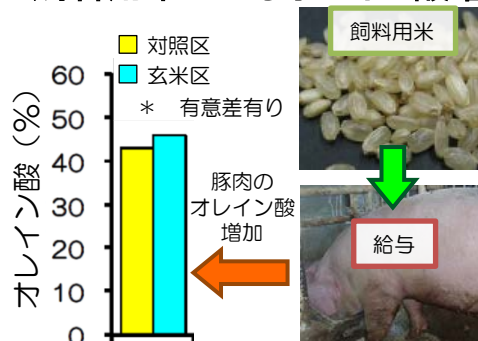 対照区
玄米区
* 有意差有り
オレイン酸(%)
60
50
40
30
20
10
0
豚肉の
オレイン酸
増加
飼料用米
給与